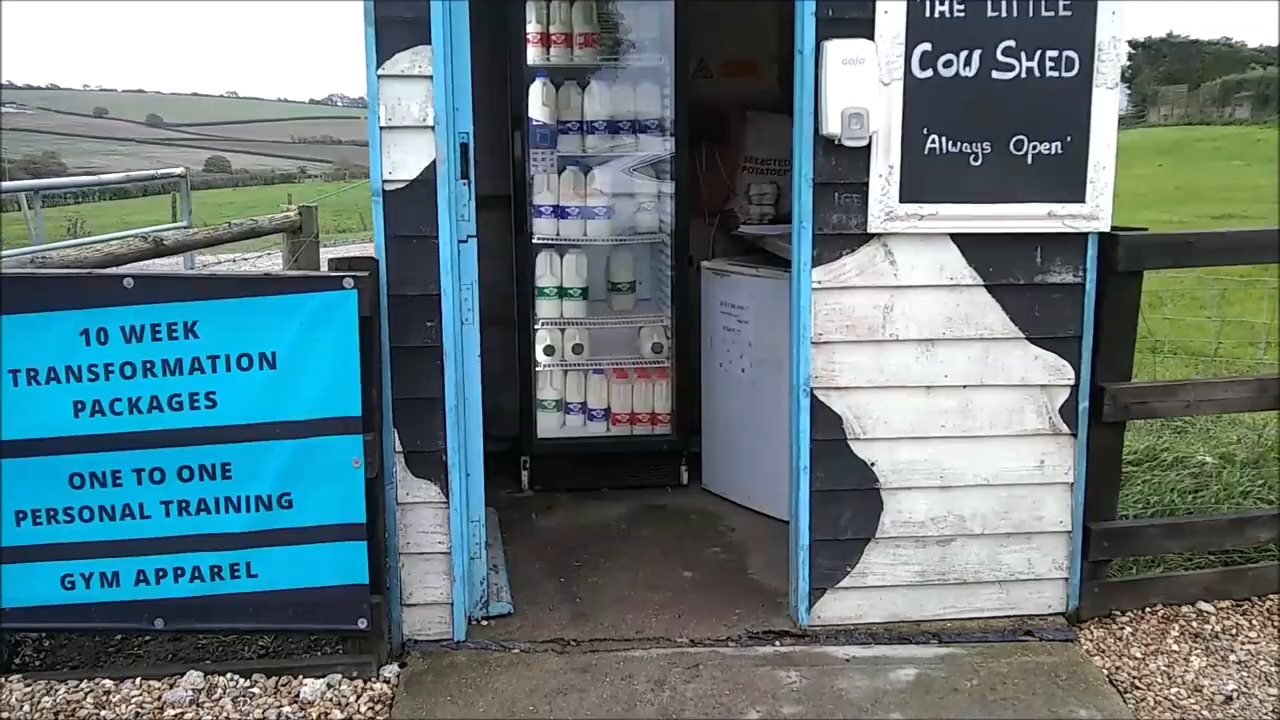 THE LITTLE
COW SHED
'Always Open'
GOJO
SELECTED
POTATOES
ICE
10 WEEK
TRANSFORMATION
PACKAGES
ONE TO ONE
PERSONAL TRAINING
GYM APPAREL